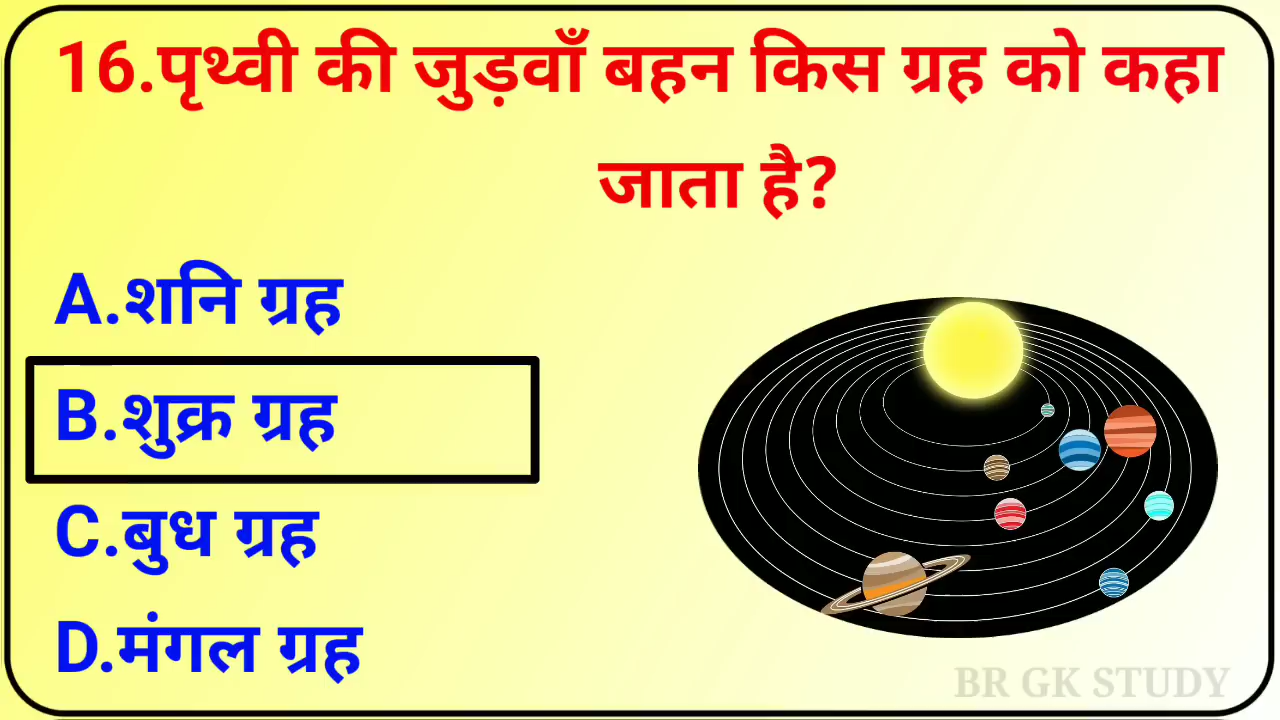 16.पृथ्वी की जुड़वाँ बहन किस ग्रह को कहा
जाता है?
A.शनि ग्रह
B.शुक्र ग्रह
C.बुध ग्रह
D.मंगल ग्रह
BR GK STUDY